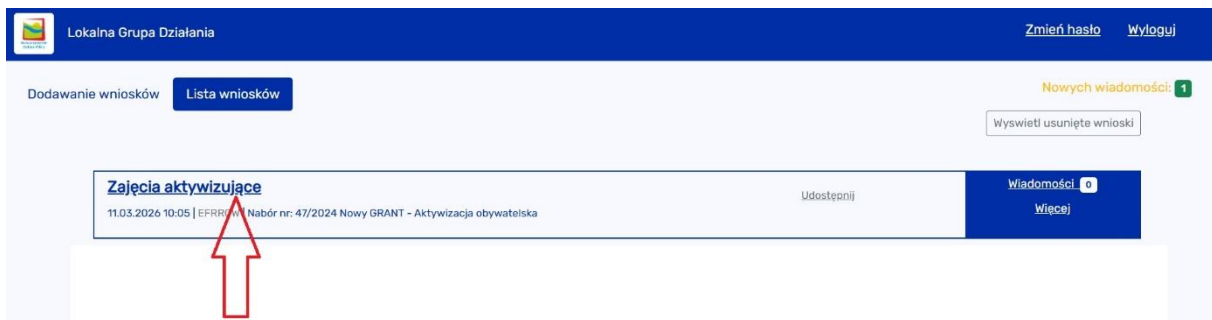 Lokalna Grupa Działania
Zmień hasło Wyloguj
Dodawanie wniosków Lista wniosków
Nowych wiadomości: 1
Wyswietl usunięte wnioski
Zajęcia aktywizujące
Udostępnij
Wiadomości 0
11.03.2026 10:05 | EFRROW | Nabór nr: 47/2024 Nowy GRANT - Aktywizacja obywatelska
Więcej